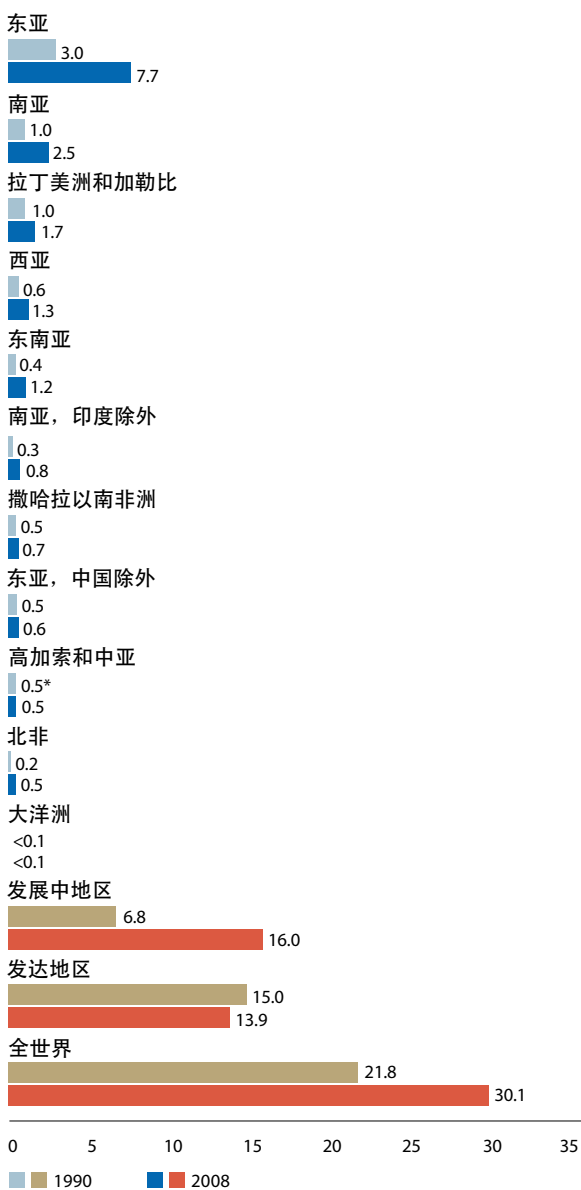 东亚
3.0
7.7
南亚
1.0
2.5
拉丁美洲和加勒比
1.0
1.7
西亚
0.6
1.3
东南亚
0.4
1.2
南亚，印度除外
0.3
0.8
撒哈拉以南非洲
0.5
0.7
东亚，中国除外
0.5
0.6
高加索和中亚
0.5*
0.5
北非
0.2
0.5
大洋洲
<0.1
<0.1
发展中地区
6.8
16.0
发达地区
15.0
13.9
全世界
21.8
30.1
0 5 10 15 20 25 30 35
1990 2008